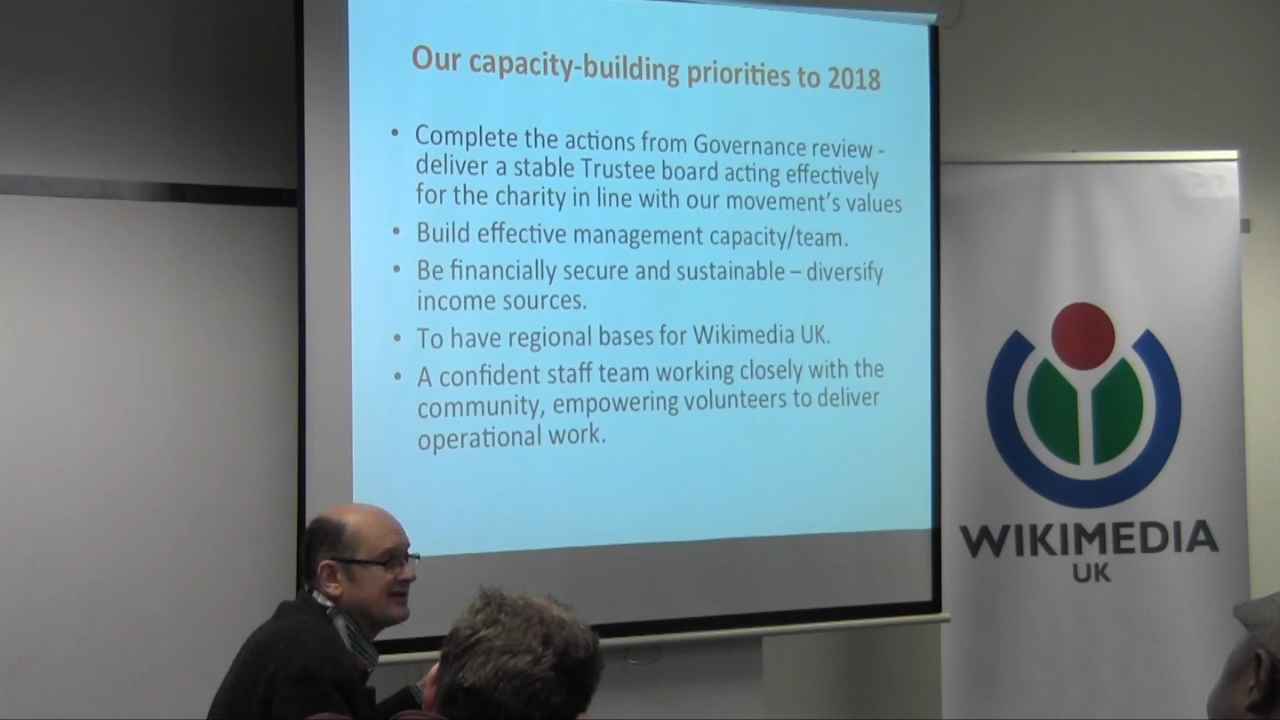 Our capacity-building priorities to 2018
• Complete the actions from Governance review -
deliver a stable Trustee board acting effectively
for the charity in line with our movement's values
• Build effective management capacity/team.
• Be financially secure and sustainable – diversify
income sources.
• To have regional bases for Wikimedia UK.
• A confident staff team working closely with the
community, empowering volunteers to deliver
operational work.
WIKIMEDIA
UK